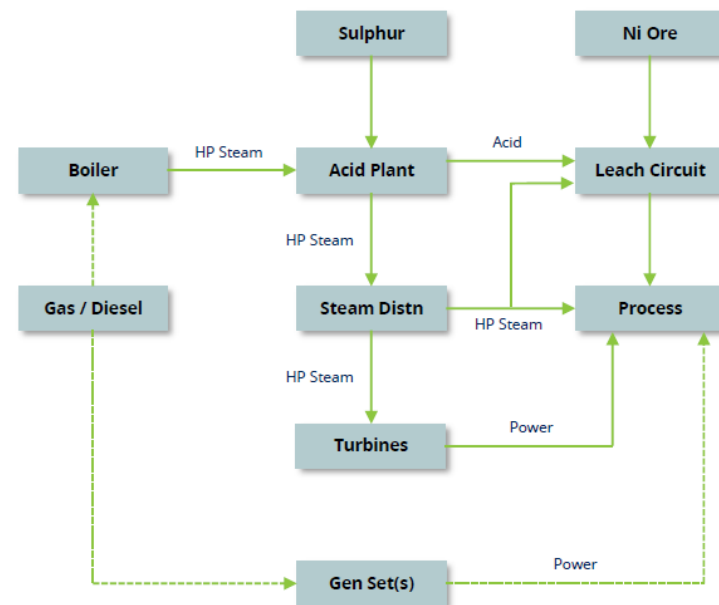 Sulphur
Ni Ore
HP Steam
Acid
Boiler
Acid Plant
Leach Circuit
HP Steam
Gas / Diesel
Steam Distn
Process
HP Steam
HP Steam
Turbines
Power
Gen Set(s)
Power